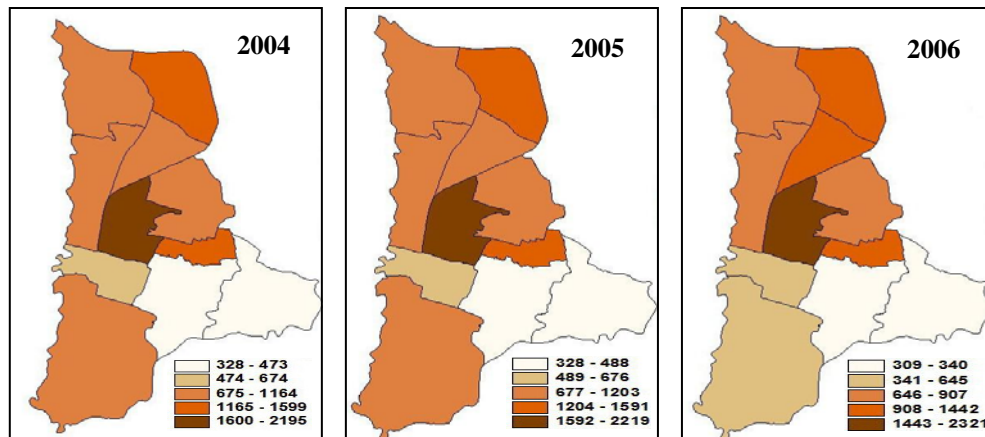 2004
328 - 473
474 - 674
675 - 1164
1165 - 1599
1600 - 2195
2005
328 - 488
489 - 676
677 - 1203
1204 - 1591
1592 - 2219
2006
309 - 340
341 - 645
646 - 907
908 - 1442
1443 - 2321